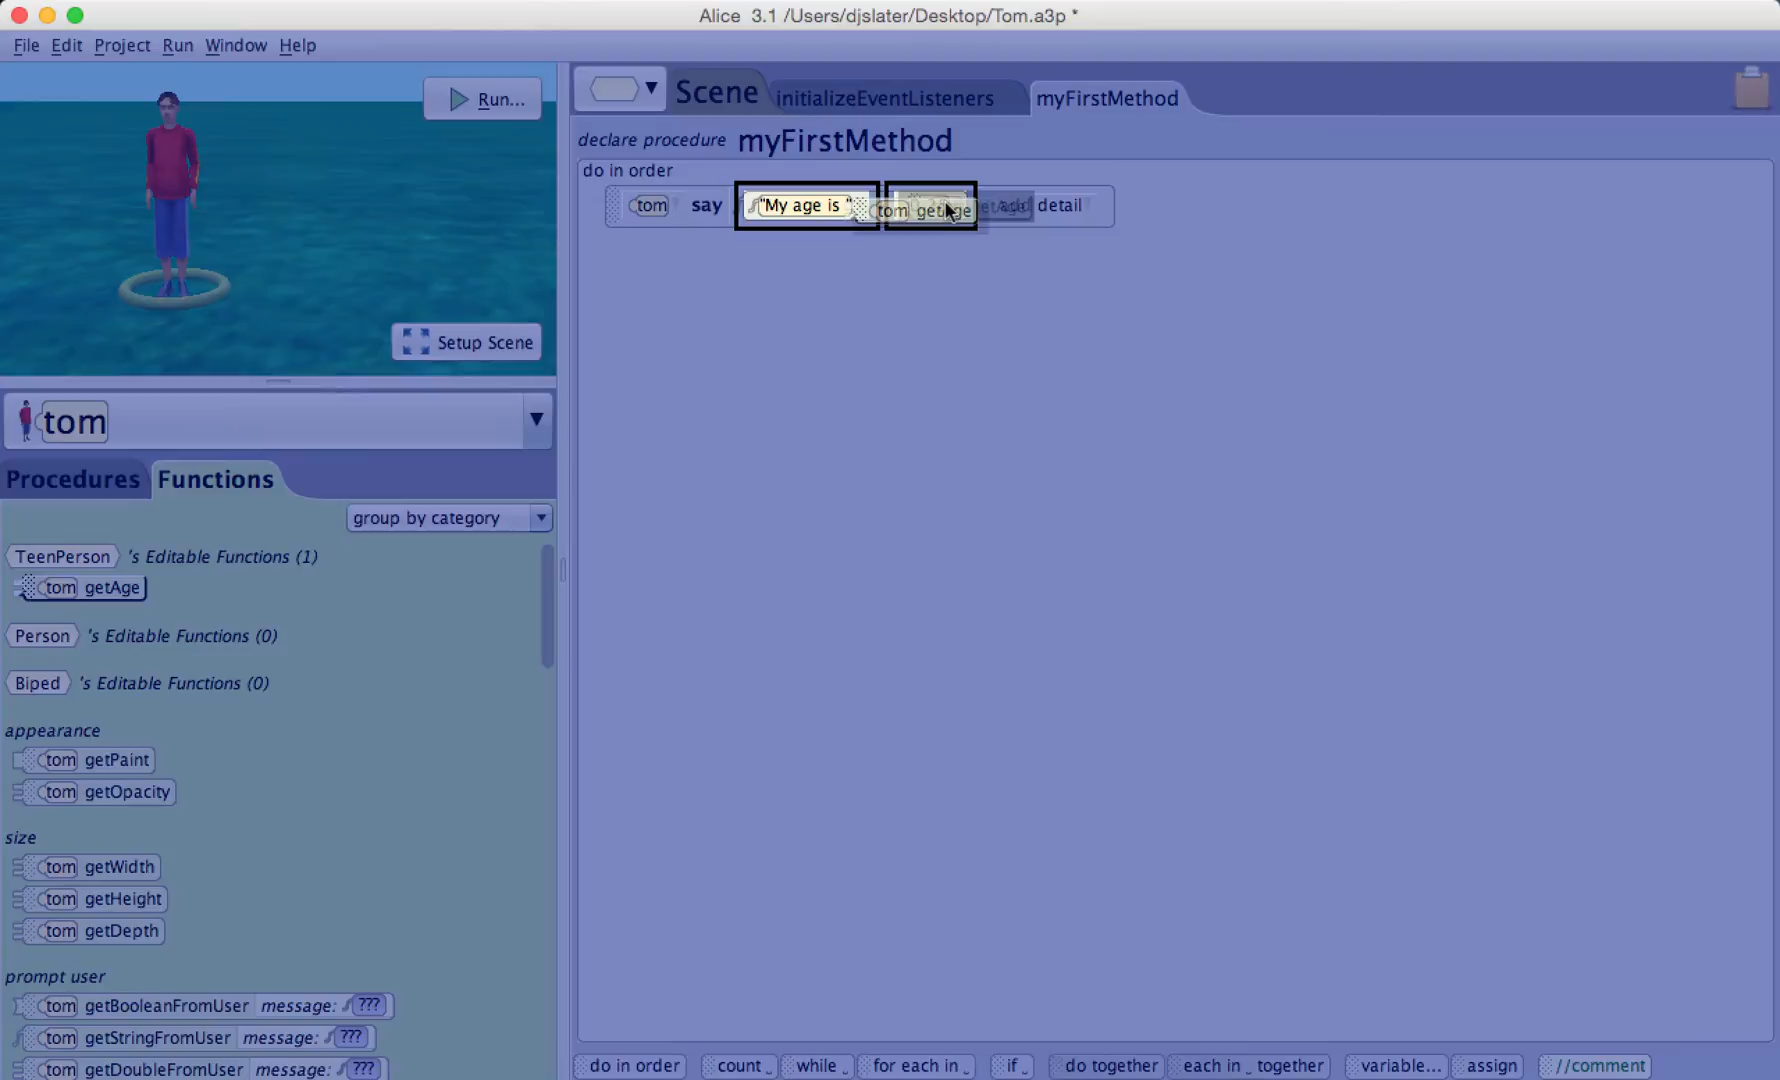 Alice 3.1 /Users/djslater/Desktop/Tom.a3p *
File Edit Project Run Window Help
Run...
Setup Scene
tom
Procedures Functions
group by category
TeenPerson 's Editable Functions (1)
tom getAge
Person 's Editable Functions (0)
Biped 's Editable Functions (0)
appearance
tom getPaint
tom getOpacity
size
tom getWidth
tom getHeight
tom getDepth
prompt user
tom getBooleanFromUser message: ???
tom getStringFromUser message: ???
tom getDoubleFromUser message: ???
Scene initializeEventListeners myFirstMethod
declare procedure myFirstMethod
do in order
tom say "My age is " tom getAge detail
do in order count while for each in if do together each in together variable... assign //comment